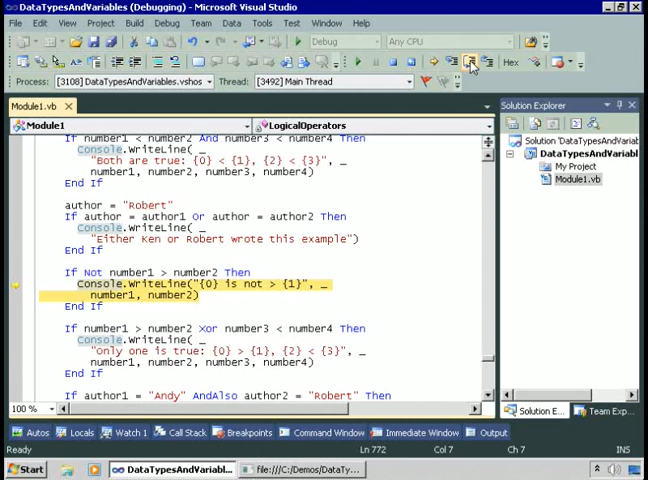 DataTypesAndVariables (Debugging) - Microsoft Visual Studio
File Edit View Project Build Debug Team Data Tools Test Window Help
Debug Any CPU
Hex
Process: [3108] DataTypesAndVariables.vshos Thread: [3492] Main Thread
Module1.vb
Module1 LogicalOperators
If number1 < number2 And number3 < number4 Then
Console.WriteLine( _
"Both are true: {0} < {1}, {2} < {3}", _
number1, number2, number3, number4)
End If
author = "Robert"
If author = author1 Or author = author2 Then
Console.WriteLine( _
"Either Ken or Robert wrote this example")
End If
If Not number1 > number2 Then
Console.WriteLine("{0} is not > {1}", _
number1, number2)
End If
If number1 > number2 Xor number3 < number4 Then
Console.WriteLine( _
"Only one is true: {0} > {1}, {2} < {3}", _
number1, number2, number3, number4)
End If
If author1 = "Andy" AndAlso author2 = "Robert" Then
100 %
Solution Explorer
Solution 'DataTypesAndVariab
DataTypesAndVariabl
My Project
Module1.vb
Solution E... Team Exp...
Autos Locals Watch 1 Call Stack Breakpoints Command Window Immediate Window Output
Ready Ln 772 Col 7 Ch 7 INS
Start DataTypesAndVariabl... file:///C:/Demos/DataTy...